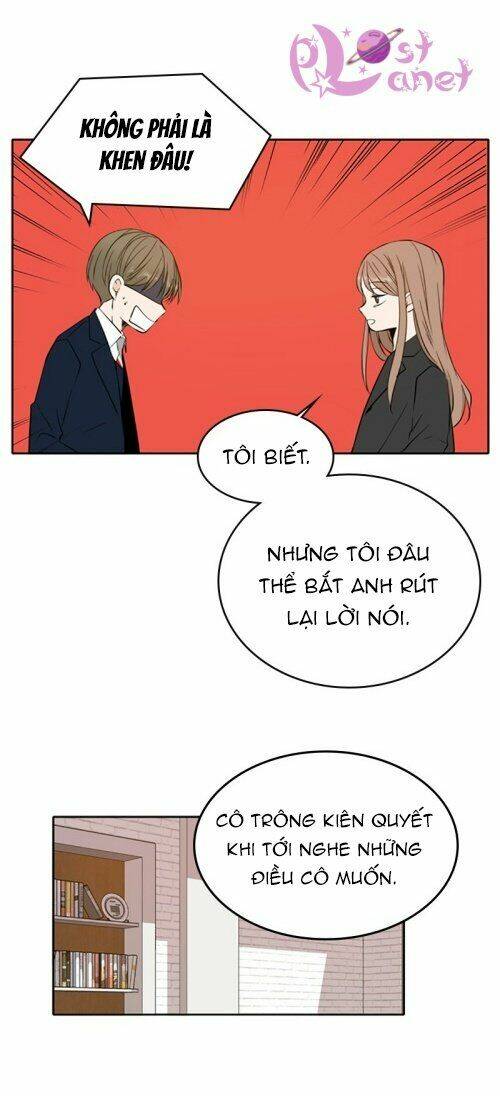 Lost
Planet
KHÔNG PHẢI LÀ
KHEN ĐÂU!
TÔI BIẾT.
NHƯNG TÔI ĐÂU
THỂ BẮT ANH RÚT
LẠI LỜI NÓI.
CÔ TRÔNG KIÊN QUYẾT
KHI TỚI NGHE NHỮNG
ĐIỀU CÔ MUỐN.